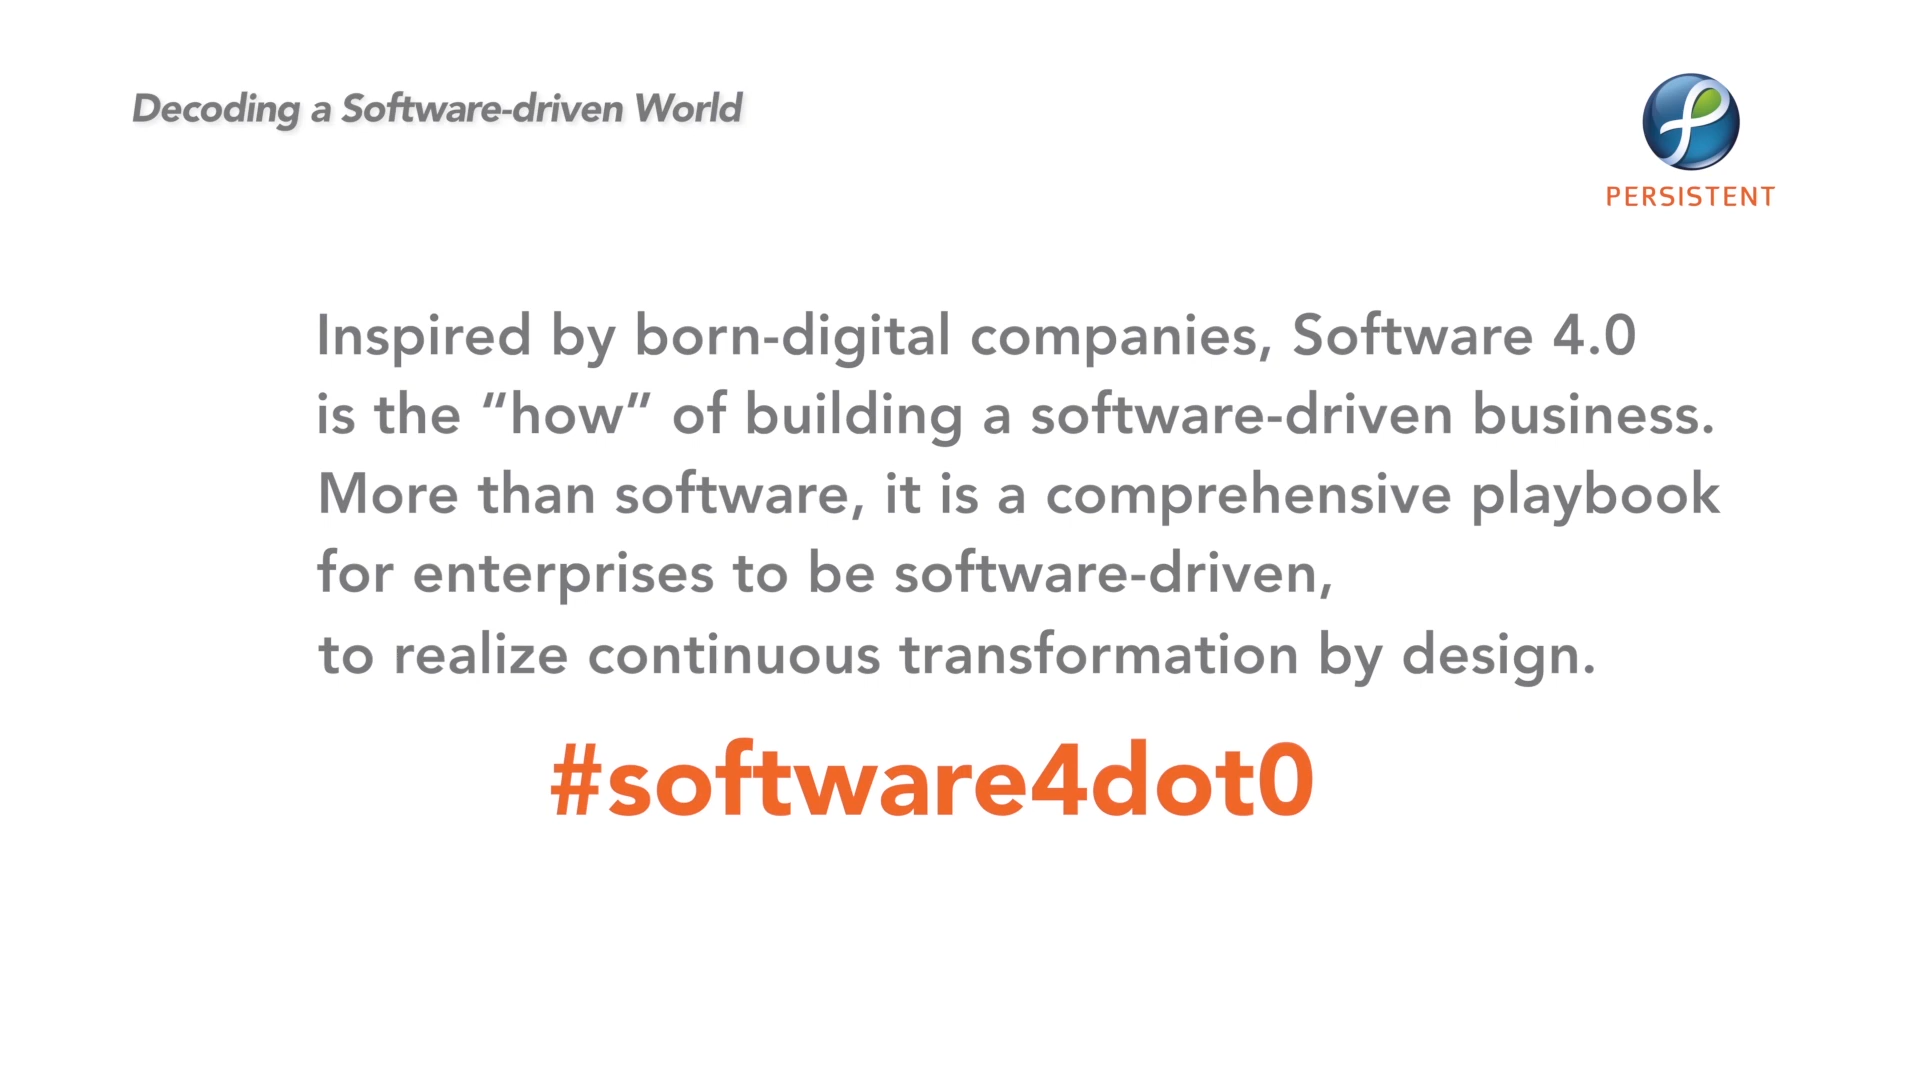 Decoding a Software-driven World
PERSISTENT
Inspired by born-digital companies, Software 4.0
is the “how” of building a software-driven business.
More than software, it is a comprehensive playbook
for enterprises to be software-driven,
to realize continuous transformation by design.
#software4dot0